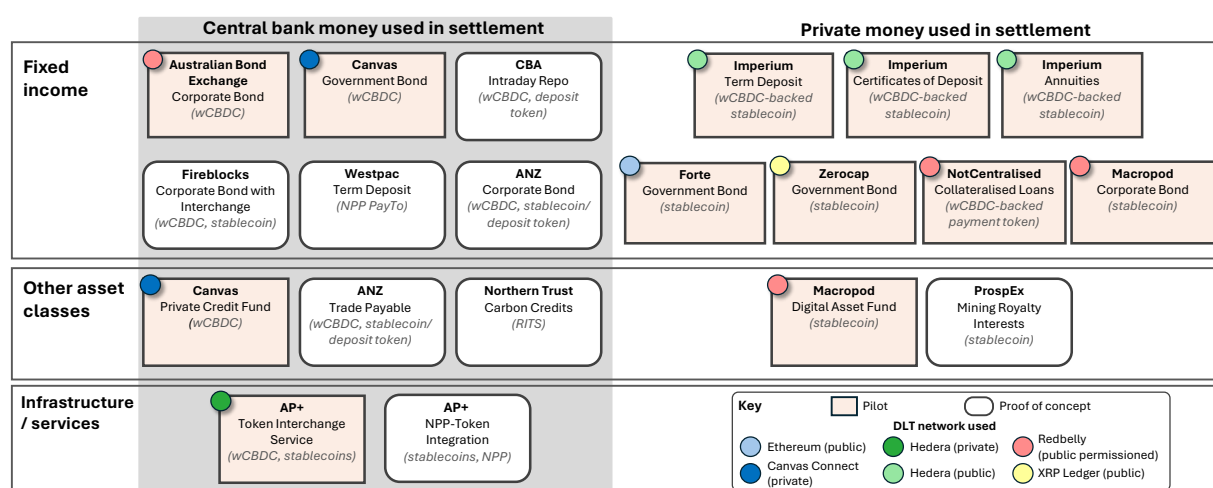 Central bank money used in settlement
Private money used in settlement
Fixed
income
Australian Bond
Exchange
Corporate Bond
(wCBDC)
Canvas
Government Bond
(wCBDC)
CBA
Intraday Repo
(wCBDC, deposit
token)
Imperium
Term Deposit
(wCBDC-backed
stablecoin)
Imperium
Certificates of Deposit
(wCBDC-backed
stablecoin)
Imperium
Annuities
(wCBDC-backed
stablecoin)
Fireblocks
Corporate Bond with
Interchange
(wCBDC, stablecoin)
Westpac
Term Deposit
(NPP PayTo)
ANZ
Corporate Bond
(wCBDC, stablecoin/
deposit token)
Forte
Government Bond
(stablecoin)
Zerocap
Government Bond
(stablecoin)
NotCentralised
Collateralised Loans
(wCBDC-backed
payment token)
Macropod
Corporate Bond
(stablecoin)
Other asset
classes
Canvas
Private Credit Fund
(wCBDC)
ANZ
Trade Payable
(wCBDC, stablecoin/
deposit token)
Northern Trust
Carbon Credits
(RITS)
Macropod
Digital Asset Fund
(stablecoin)
ProspEx
Mining Royalty
Interests
(stablecoin)
Infrastructure
/ services
AP+
Token Interchange
Service
(wCBDC, stablecoins)
AP+
NPP-Token
Integration
(stablecoins, NPP)
Key
Pilot
Proof of concept
DLT network used
Ethereum (public)
Hedera (private)
Redbelly
(public permissioned)
Canvas Connect
(private)
Hedera (public)
XRP Ledger (public)